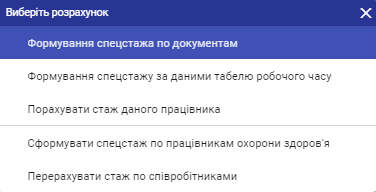 Виберіть розрахунок
Формування спецстажа по документам
Формування спецстажу за даними табелю робочого часу
Порахувати стаж даного працівника
Сформувати спецстаж по працівникам охорони здоров'я
Перерахувати стаж по співробітниками